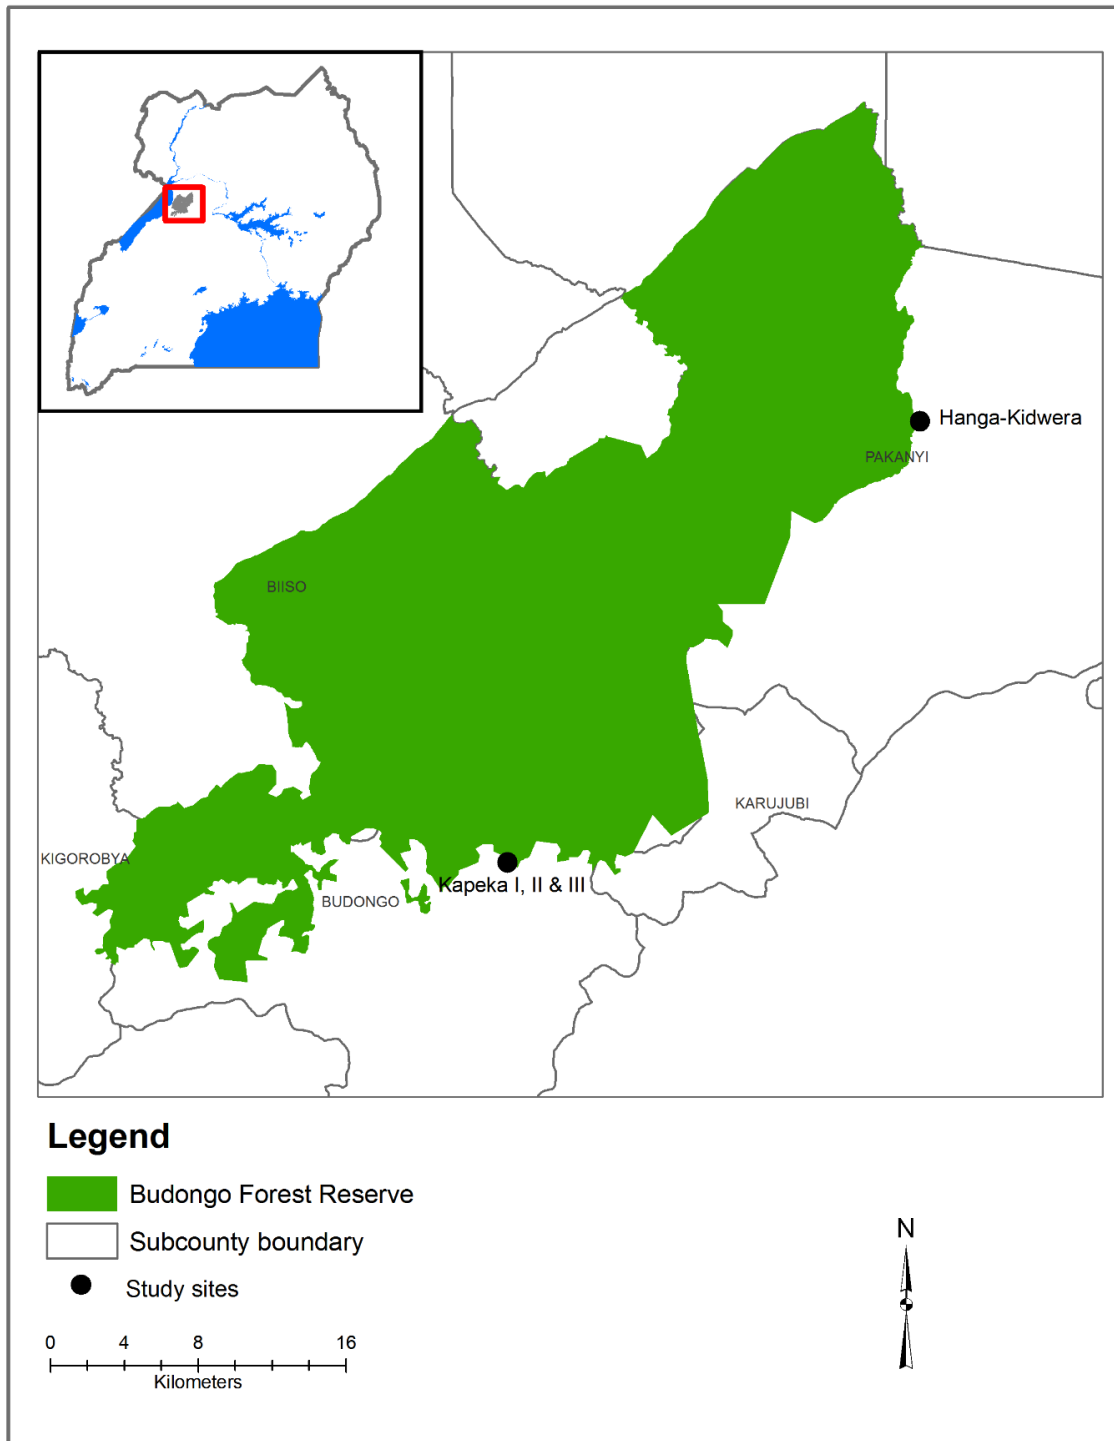 Hanga-Kidwera
PAKANYI
BIISO
KARUJUBI
KIGOROBYA
Kapeka I, II & III
BUDONGO
Legend
Budongo Forest Reserve
Subcounty boundary
Study sites
N
0 4 8 16
Kilometers